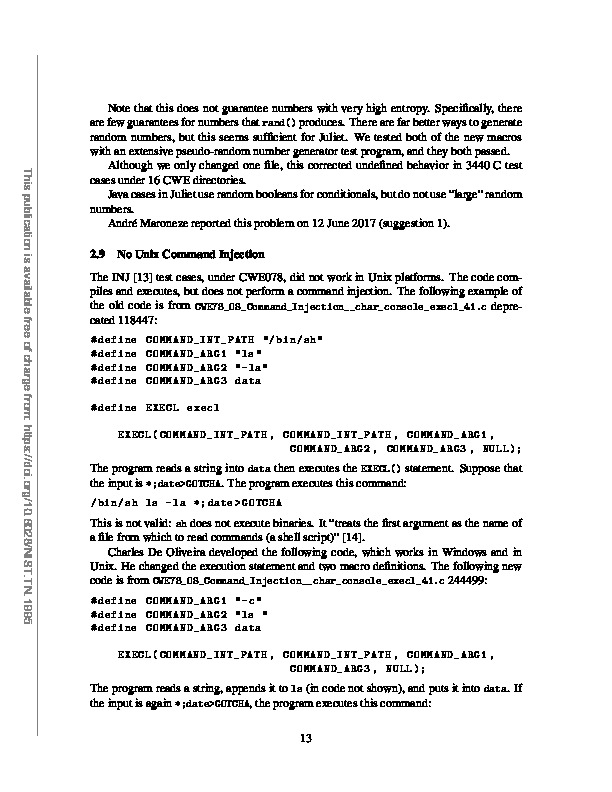 Note that this does not guarantee numbers with very high entropy. Specifically, there
are few guarantees for numbers that rand() produces. There are far better ways to generate
random numbers, but this seems sufficient for Juliet. We tested both of the new macros
with an extensive pseudo-random number generator test program, and they both passed.
Although we only changed one file, this corrected undefined behavior in 3440 C test
cases under 16 CWE directories.
Java cases in Juliet use random booleans for conditionals, but do not use "large" random
numbers.
André Maroneze reported this problem on 12 June 2017 (suggestion 1).
2.9 No Unix Command Injection
The INJ [13] test cases, under CWE078, did not work in Unix platforms. The code com-
piles and executes, but does not perform a command injection. The following example of
the old code is from CWE78_OS_Command_Injection__char_console_execl_41.c depre-
cated 118447:
#define COMMAND_INT_PATH "/bin/sh"
#define COMMAND_ARG1 "ls"
#define COMMAND_ARG2 "-la"
#define COMMAND_ARG3 data
#define EXECL execl
EXECL(COMMAND_INT_PATH, COMMAND_INT_PATH, COMMAND_ARG1,
COMMAND_ARG2, COMMAND_ARG3, NULL);
The program reads a string into data then executes the EXECL() statement. Suppose that
the input is *;date>GOTCHA. The program executes this command:
/bin/sh ls -la *;date>GOTCHA
This is not valid: sh does not execute binaries. It "treats the first argument as the name of
a file from which to read commands (a shell script)" [14].
Charles De Oliveira developed the following code, which works in Windows and in
Unix. He changed the execution statement and two macro definitions. The following new
code is from CWE78_OS_Command_Injection__char_console_execl_41.c 244499:
#define COMMAND_ARG1 "-c"
#define COMMAND_ARG2 "ls "
#define COMMAND_ARG3 data
EXECL(COMMAND_INT_PATH, COMMAND_INT_PATH, COMMAND_ARG1,
COMMAND_ARG3, NULL);
The program reads a string, appends it to ls (in code not shown), and puts it into data. If
the input is again *;date>GOTCHA, the program executes this command:
13
This publication is available free of charge from: https://doi.org/10.6028/NIST.TN.1995